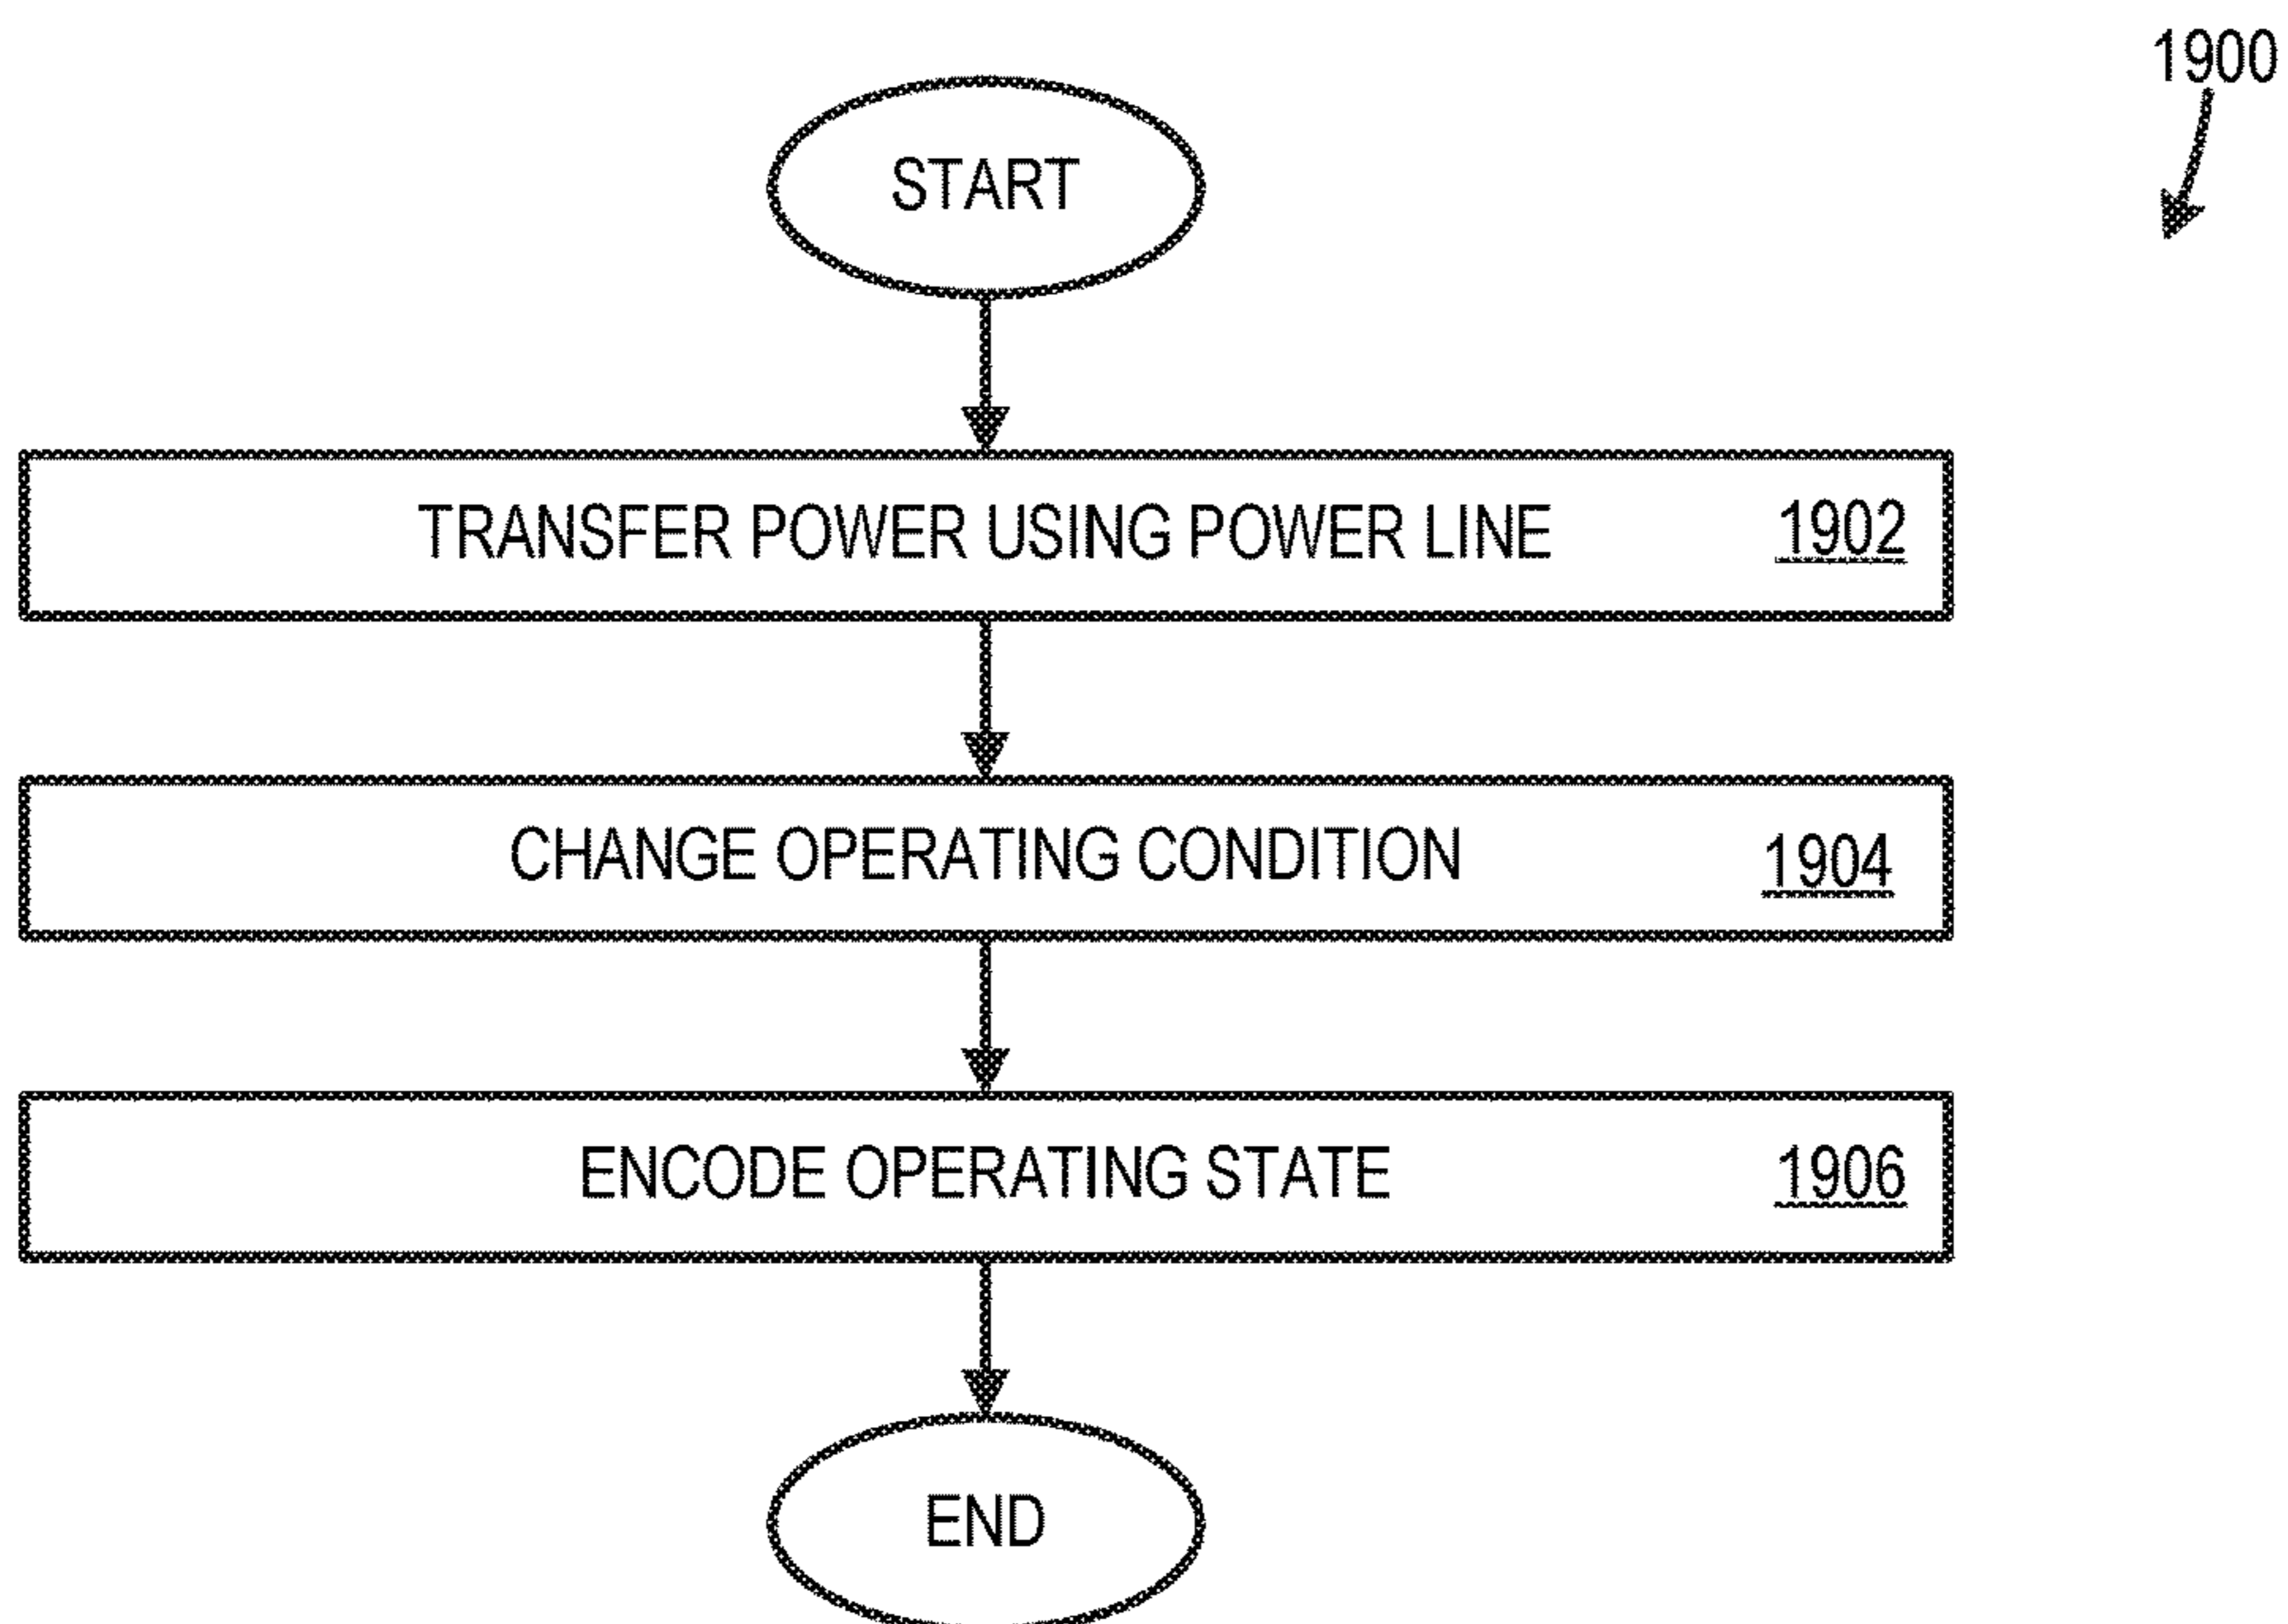 1900
START
TRANSFER POWER USING POWER LINE 1902
CHANGE OPERATING CONDITION 1904
ENCODE OPERATING STATE 1906
END